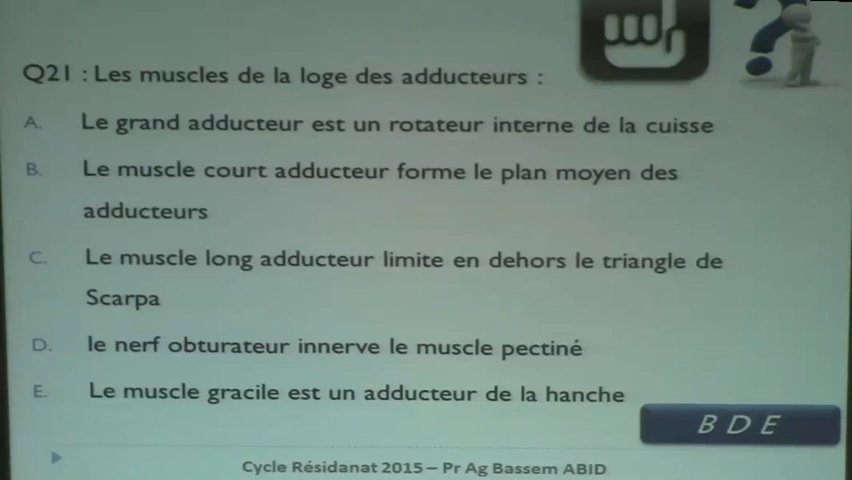 Q21 : Les muscles de la loge des adducteurs :
A. Le grand adducteur est un rotateur interne de la cuisse
B. Le muscle court adducteur forme le plan moyen des
adducteurs
C. Le muscle long adducteur limite en dehors le triangle de
Scarpa
D. le nerf obturateur innerve le muscle pectiné
E. Le muscle gracile est un adducteur de la hanche
B D E
Cycle Résidanat 2015 – Pr Ag Bassem ABID